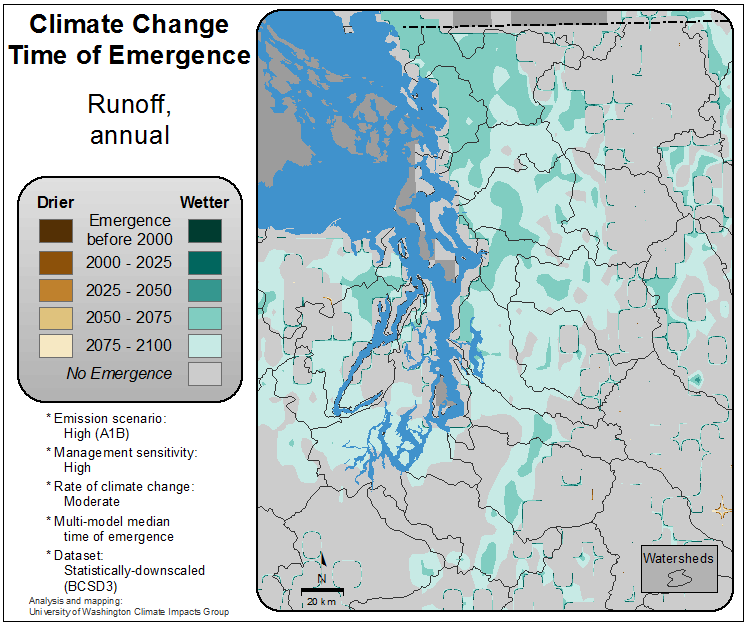 Climate Change
Time of Emergence
Runoff,
annual
Drier
Wetter
Emergence
before 2000
2000 - 2025
2025 - 2050
2050 - 2075
2075 - 2100
No Emergence
* Emission scenario:
High (A1B)
* Management sensitivity:
High
* Rate of climate change:
Moderate
* Multi-model median
time of emergence
* Dataset:
Statistically-downscaled
(BCSD3)
Analysis and mapping:
University of Washington Climate Impacts Group
N
20 km
Watersheds